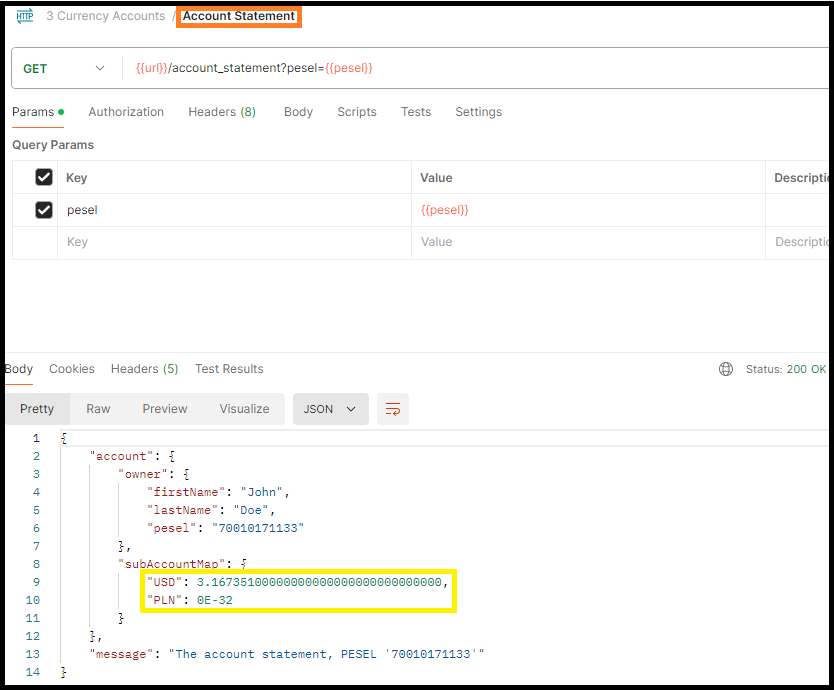 HTTP 3 Currency Accounts / Account Statement
GET {{url}}/account_statement?pesel={{pesel}}
Params Authorization Headers (8) Body Scripts Tests Settings
Query Params
Key Value Descriptio
pesel {{pesel}}
Key Value Descriptio
Body Cookies Headers (5) Test Results Status: 200 OK
Pretty Raw Preview Visualize JSON
1 {
2 "account": {
3 "owner": {
4 "firstName": "John",
5 "lastName": "Doe",
6 "pesel": "70010171133"
7 },
8 "subAccountMap": {
9 "USD": 3.16735100000000000000000000000000,
10 "PLN": 0E-32
11 }
12 },
13 "message": "The account statement, PESEL '70010171133'"
14 }